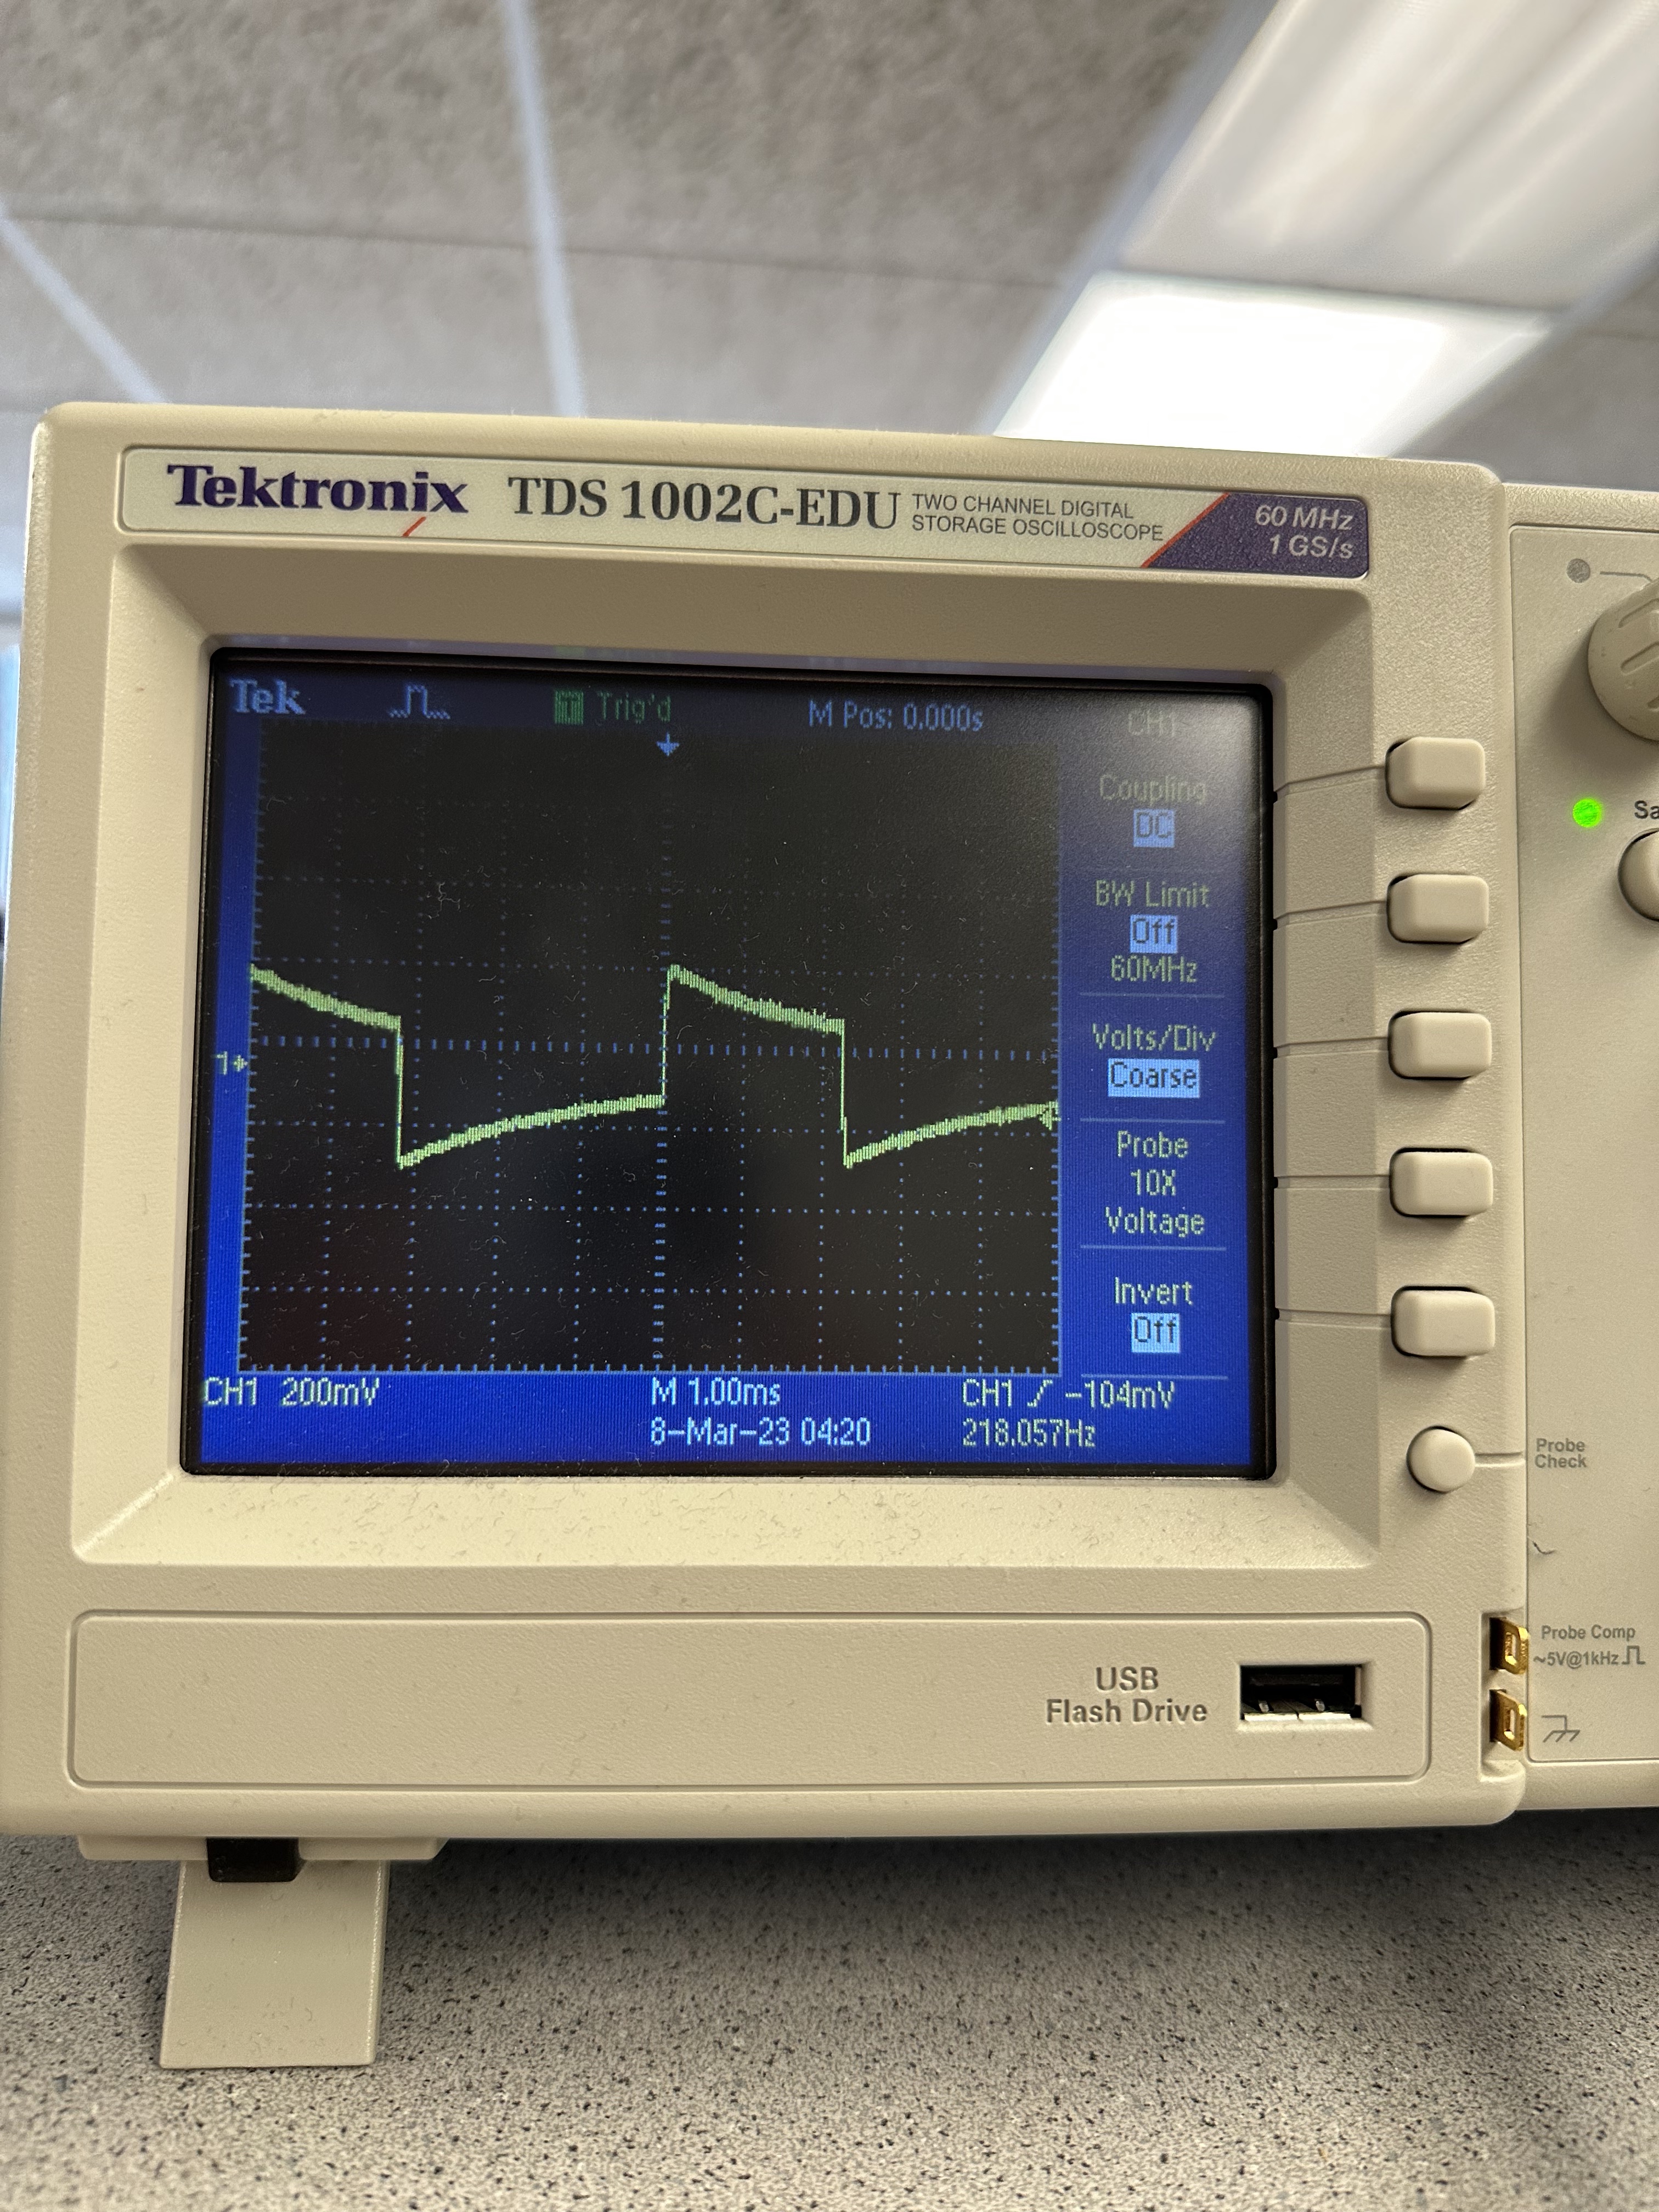 Tektronix TDS 1002C-EDU TWO CHANNEL DIGITAL
STORAGE OSCILLOSCOPE
60 MHz
1 GS/s
Tek Trig'd M Pos: 0.000s
CH1
Coupling
DC
BW Limit
Off
60MHz
Volts/Div
Coarse
Probe
10X
Voltage
Invert
Off
1
CH1 200mV M 1.00ms CH1 -104mV
8-Mar-23 04:20 218.057Hz
Sa
Probe
Check
Probe Comp
~5V@1kHz
USB
Flash Drive